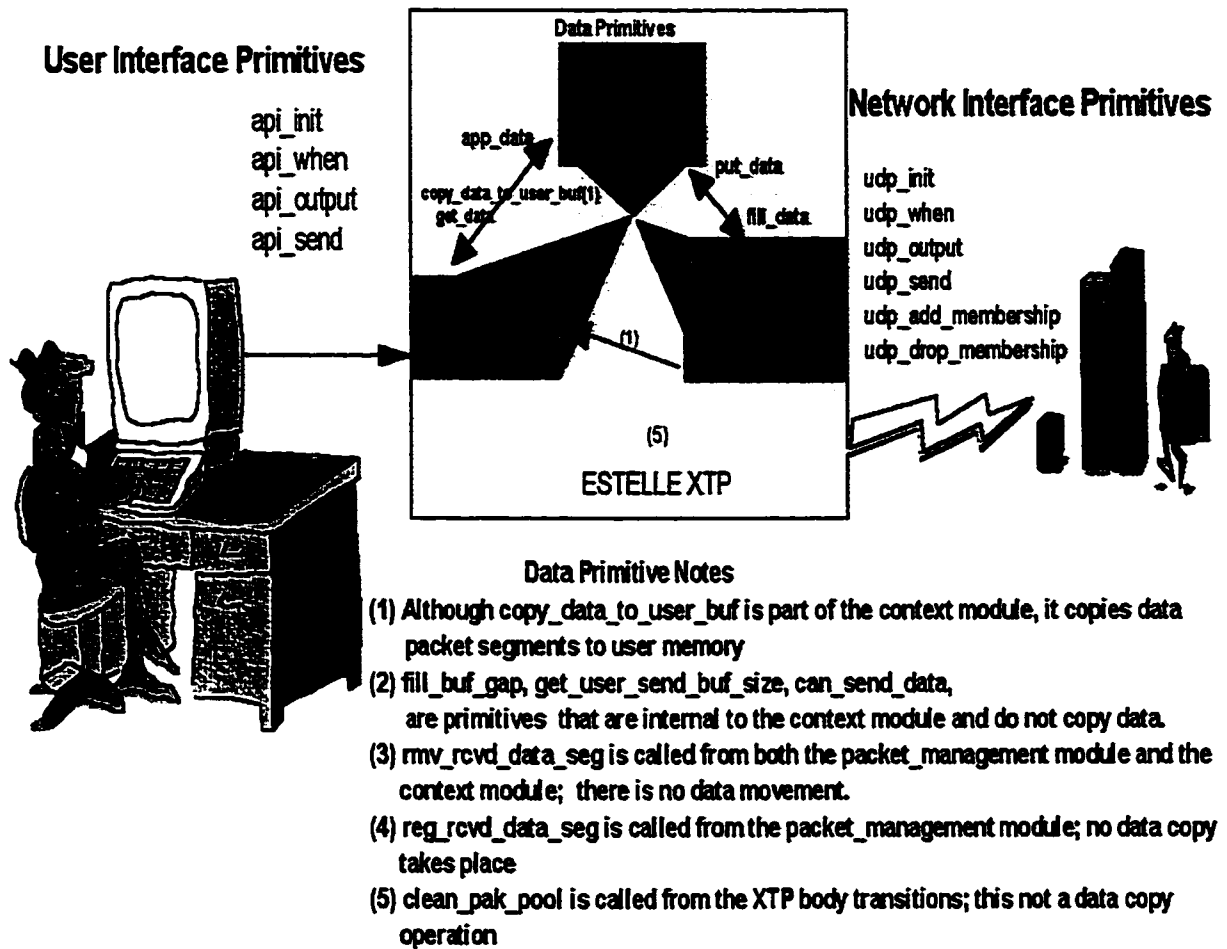 Data Primitives
User Interface Primitives
api_init
api_when
api_output
api_send
app_data
copy_data_to_user_buf(1)
get_data
put_data
fill_data
(1)
(5)
ESTELLE XTP
Network Interface Primitives
udp_init
udp_when
udp_output
udp_send
udp_add_membership
udp_drop_membership
Data Primitive Notes
(1) Although copy_data_to_user_buf is part of the context module, it copies data
packet segments to user memory
(2) fill_buf_gap, get_user_send_buf_size, can_send_data,
are primitives that are internal to the context module and do not copy data.
(3) rmv_rcvd_data_seg is called from both the packet_management module and the
context module; there is no data movement.
(4) reg_rcvd_data_seg is called from the packet_management module; no data copy
takes place
(5) clean_pak_pool is called from the XTP body transitions; this not a data copy
operation